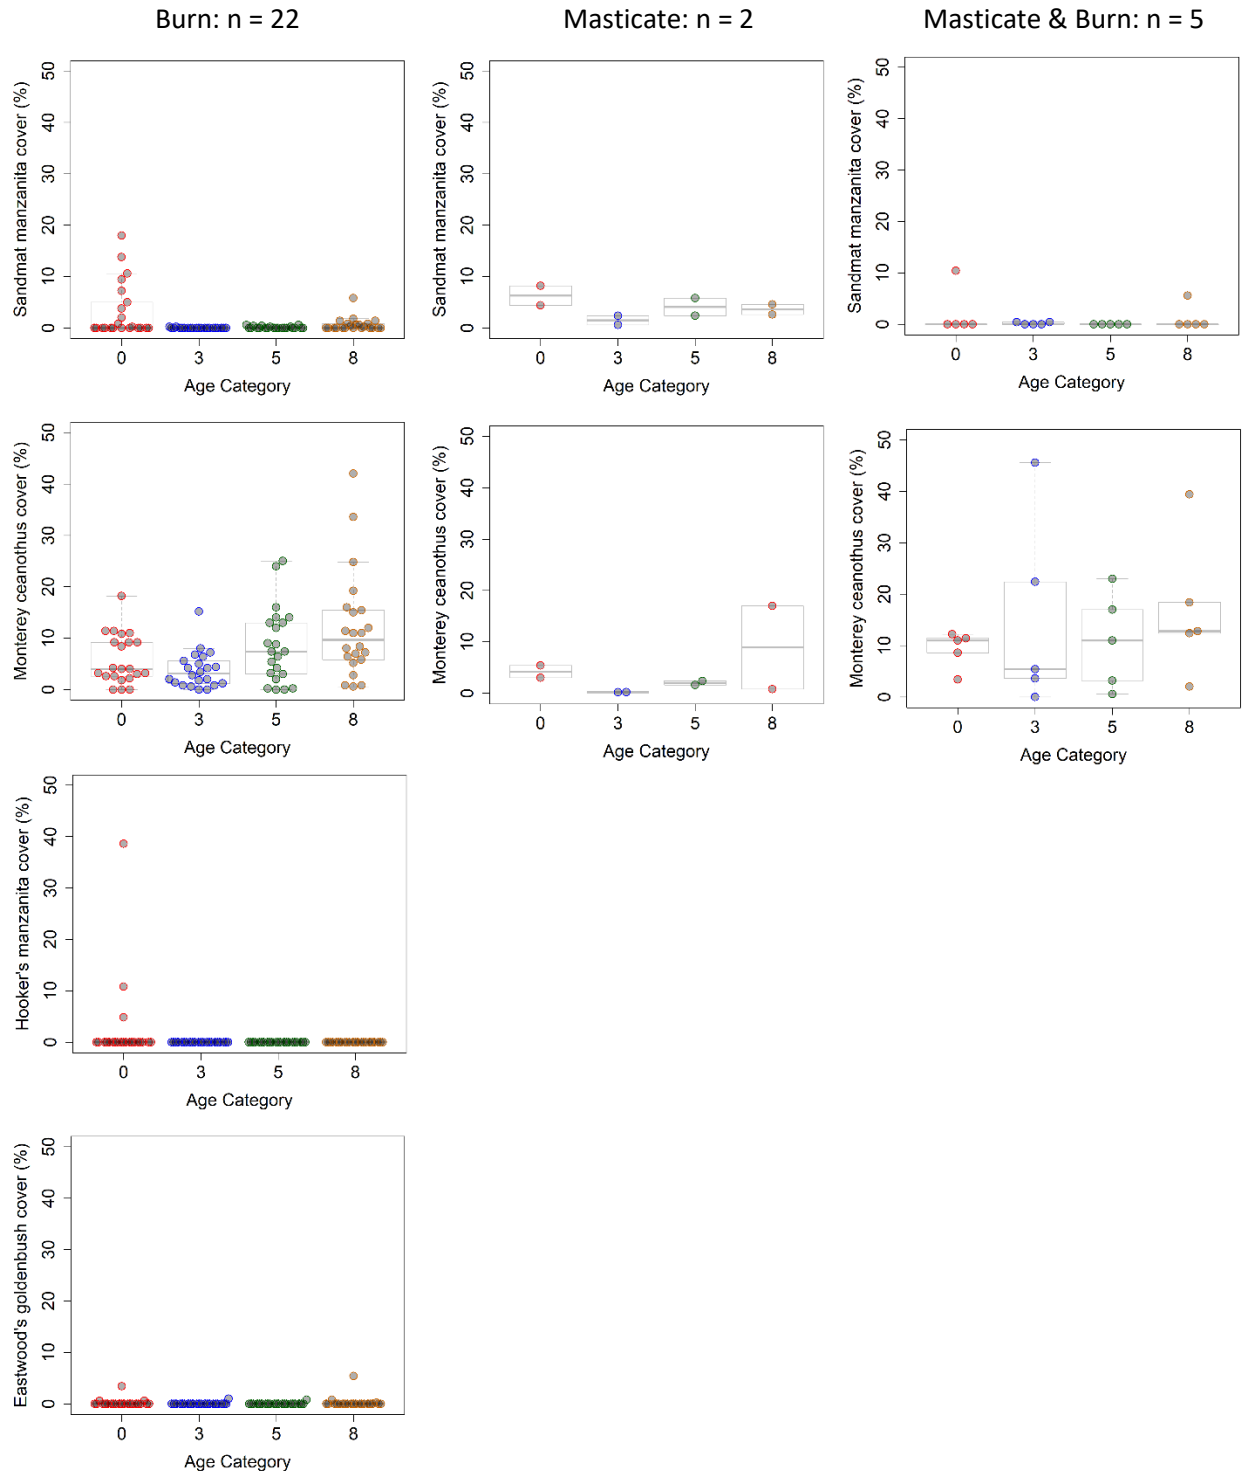 Burn: n = 22
Masticate: n = 2
Masticate & Burn: n = 5
Sandmat manzanita cover (%)
50
40
30
20
10
0
0 3 5 8
Age Category
Sandmat manzanita cover (%)
50
40
30
20
10
0
0 3 5 8
Age Category
Sandmat manzanita cover (%)
50
40
30
20
10
0
0 3 5 8
Age Category
Monterey ceanothus cover (%)
50
40
30
20
10
0
0 3 5 8
Age Category
Monterey ceanothus cover (%)
50
40
30
20
10
0
0 3 5 8
Age Category
Monterey ceanothus cover (%)
50
40
30
20
10
0
0 3 5 8
Age Category
Hooker's manzanita cover (%)
50
40
30
20
10
0
0 3 5 8
Age Category
Eastwood's goldenbush cover (%)
50
40
30
20
10
0
0 3 5 8
Age Category